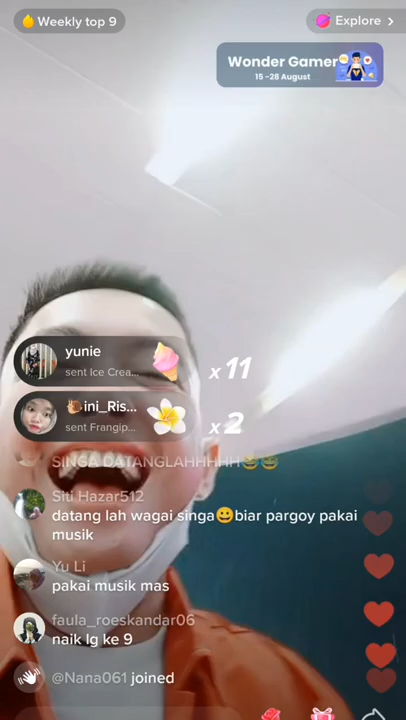 Weekly top 9
Explore >
Wonder Gamer
15 -28 August
yunie
sent Ice Crea...
x 11
ini_Ris...
sent Frangip...
x 2
SINGA DATANGLAHHHHH😂😂
Siti Hazar512
datang lah wagai singa😀biar pargoy pakai
musik
Yu Li
pakai musik mas
faula_roeskandar06
naik lg ke 9
@Nana061 joined